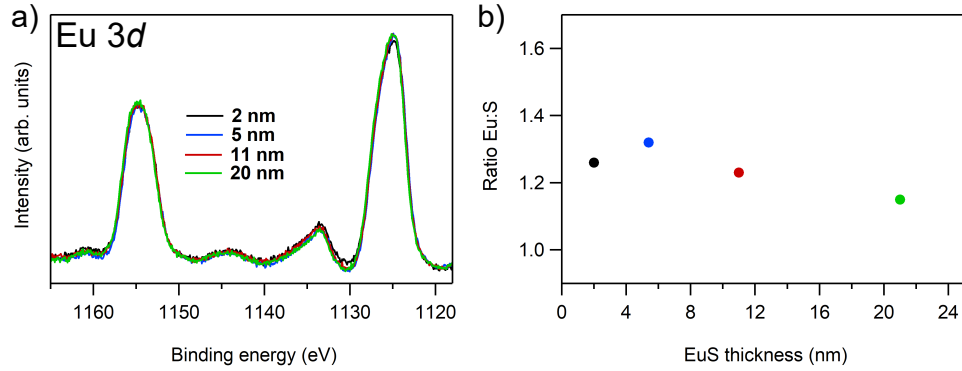 a)
Eu 3d
2 nm
5 nm
11 nm
20 nm
Intensity (arb. units)
1160
1150
1140
1130
1120
Binding energy (eV)
b)
Ratio Eu:S
1.6
1.4
1.2
1.0
0
4
8
12
16
20
24
EuS thickness (nm)